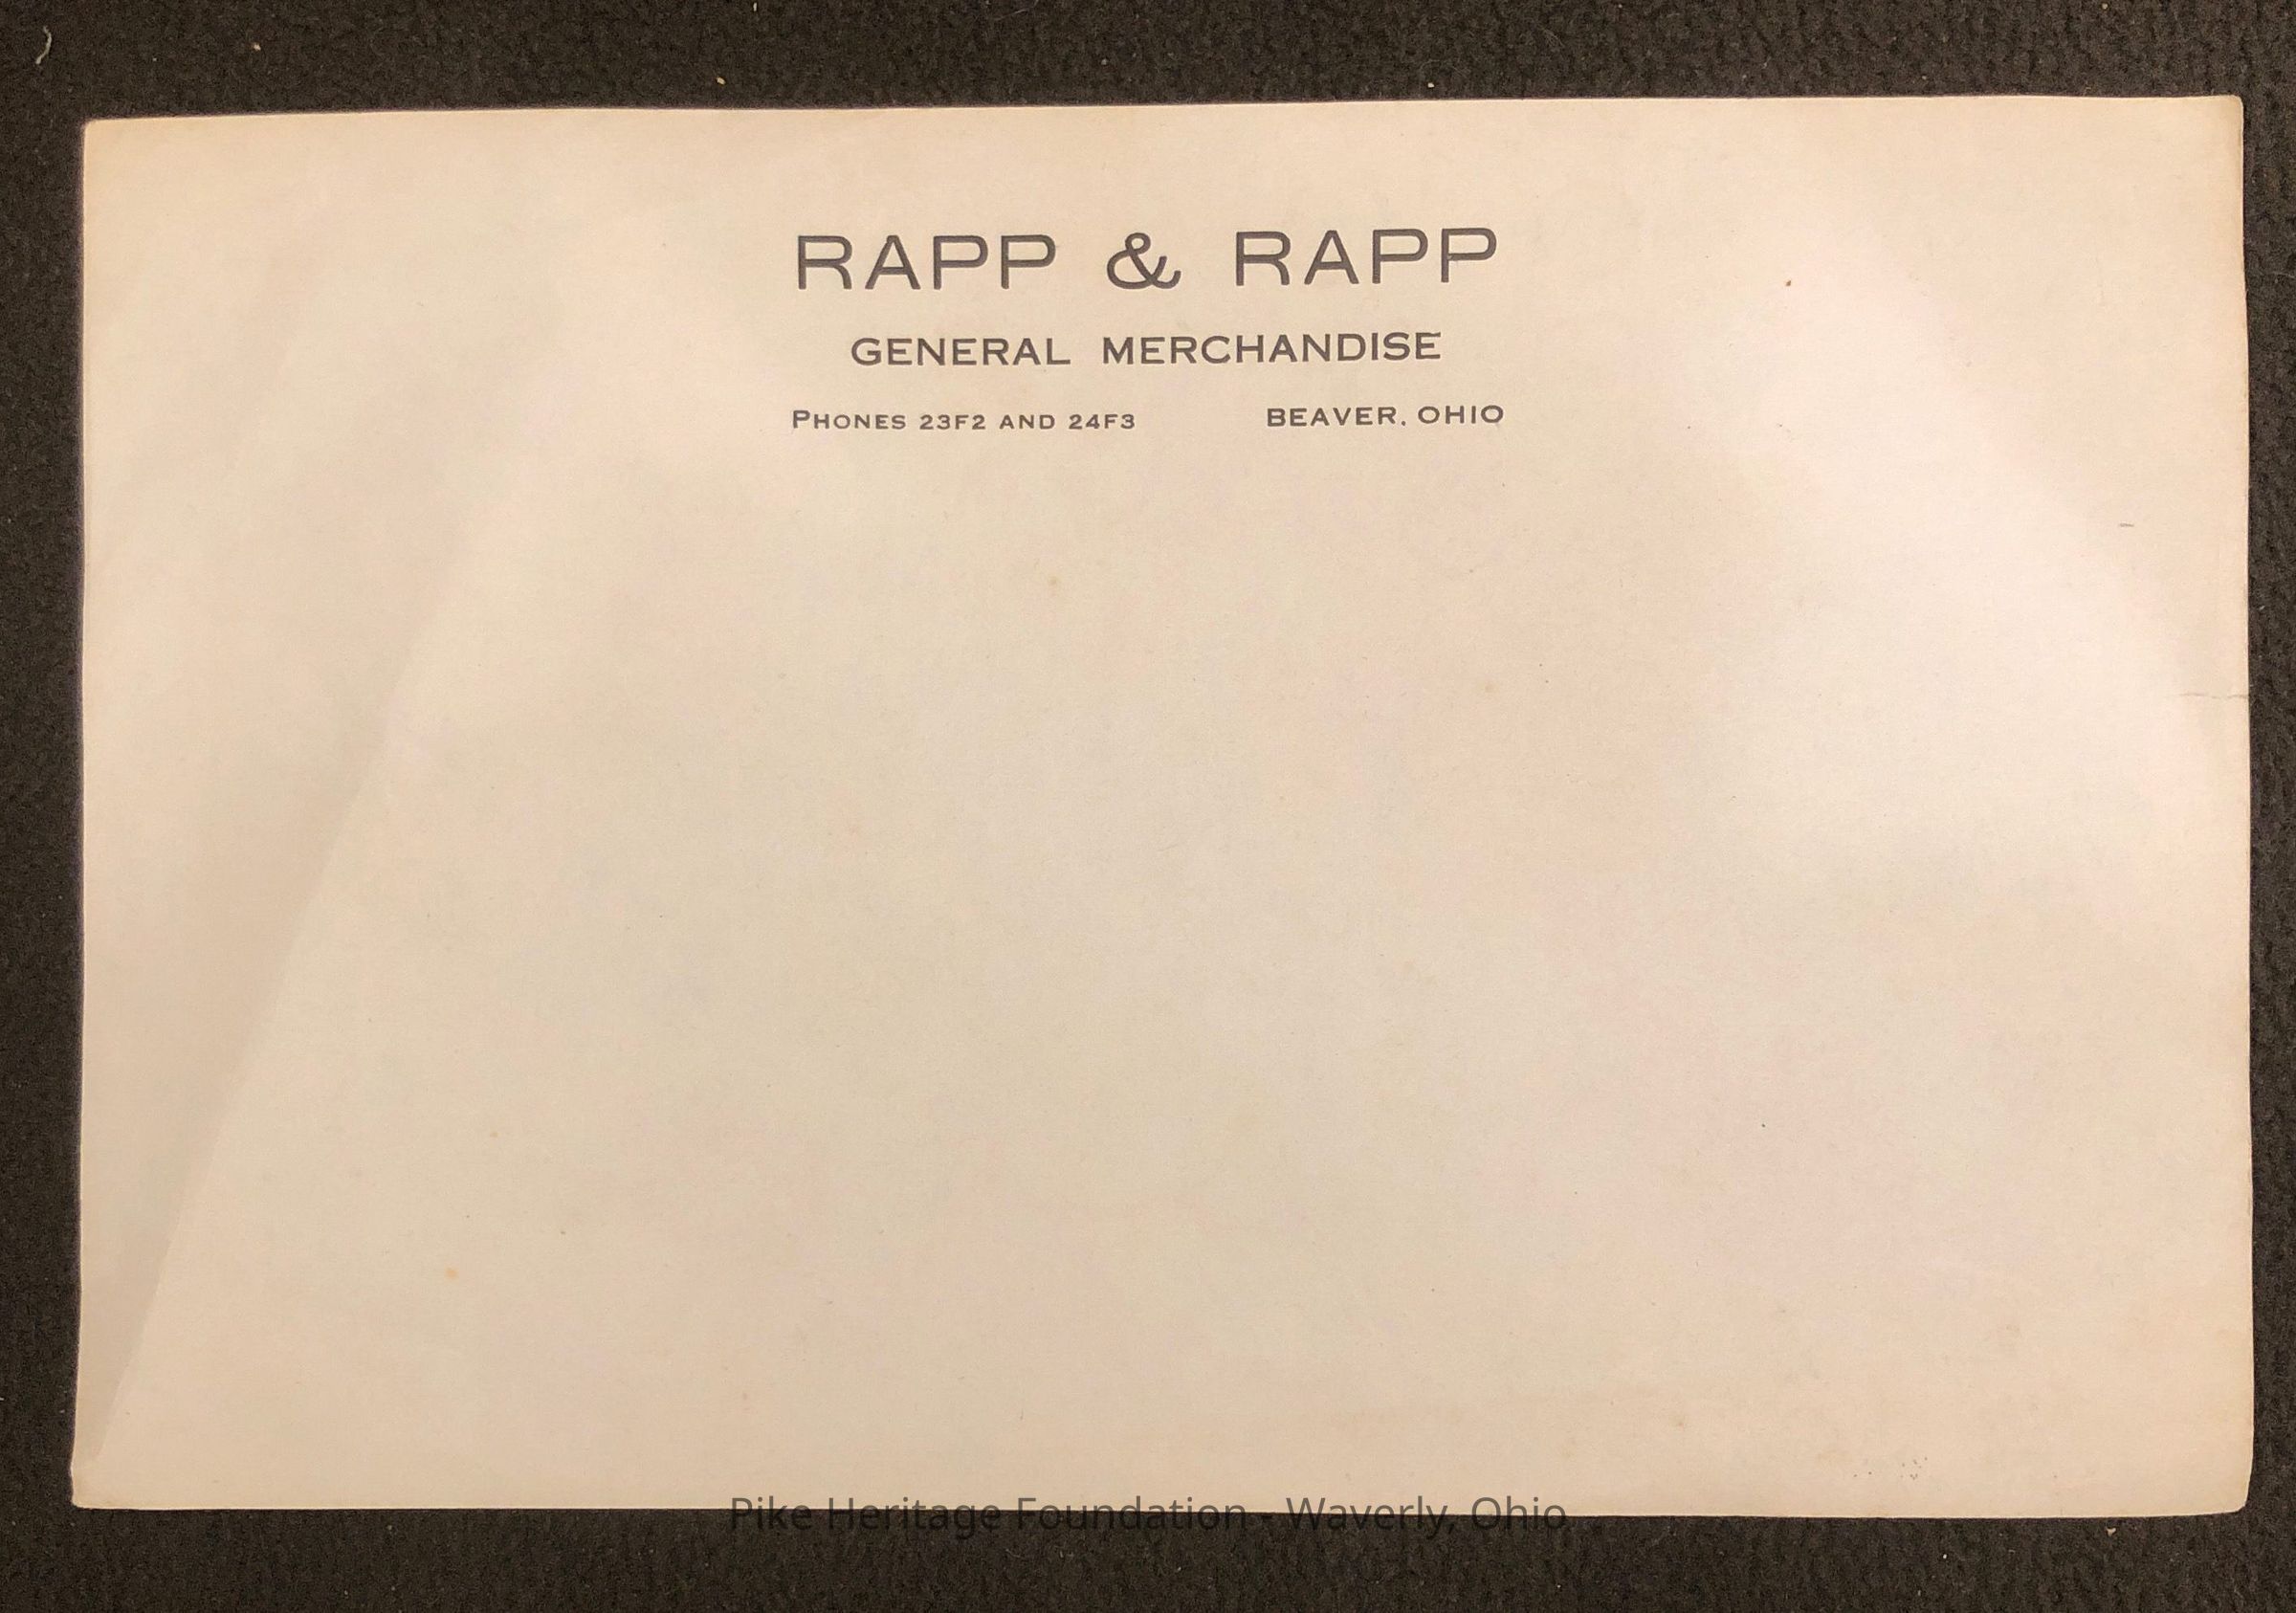 RAPP & RAPP
GENERAL MERCHANDISE
PHONES 23F2 AND 24F3 BEAVER, OHIO
Pike Heritage Foundation - Waverly, Ohio